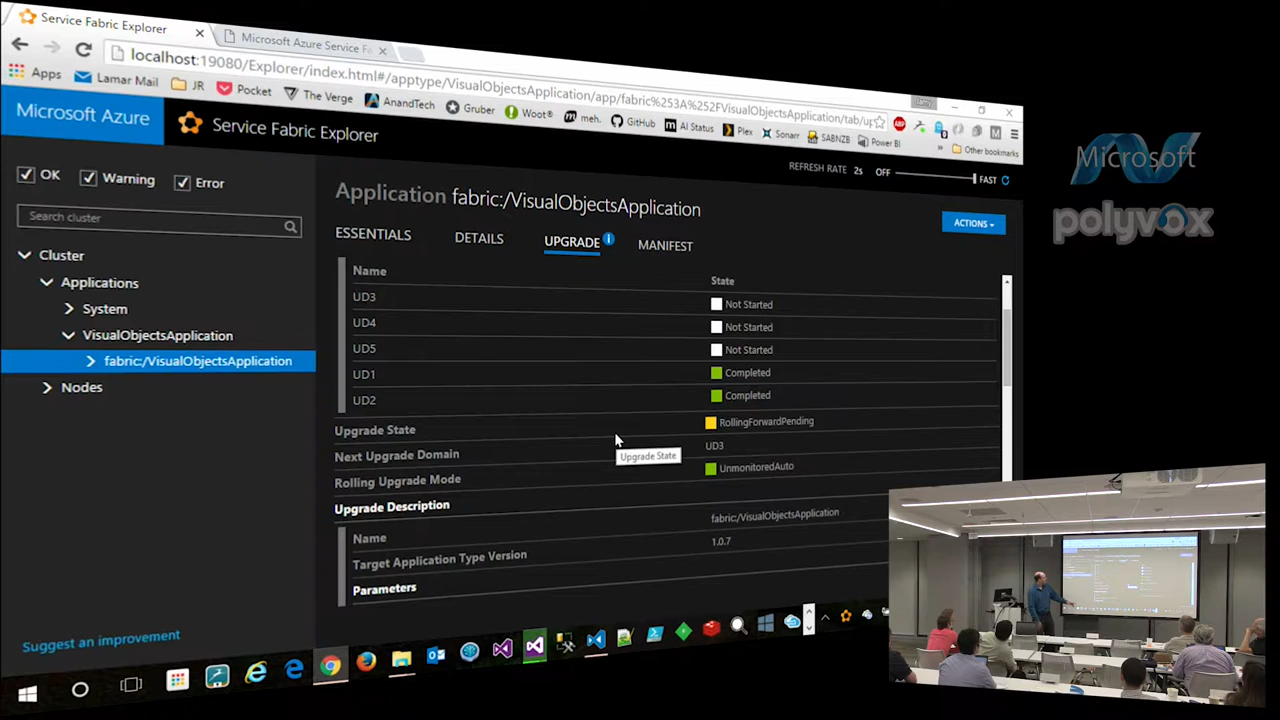 Service Fabric Explorer
Microsoft Azure Service F
localhost:19080/Explorer/index.html#/apptype/VisualObjectsApplication/app/fabric%253A%252FVisualObjectsApplication/tab/up
Apps Lamar Mail JR Pocket The Verge AnandTech Gruber Woot® meh. GitHub AI Status Plex Sonarr SABNZB Power BI » Other bookmarks
Microsoft Azure Service Fabric Explorer
REFRESH RATE 2s OFF FAST
OK Warning Error
Search cluster
Cluster
Applications
System
VisualObjectsApplication
fabric:/VisualObjectsApplication
Nodes
Suggest an improvement
Application fabric:/VisualObjectsApplication
ACTIONS
ESSENTIALS DETAILS UPGRADE i MANIFEST
Name State
UD3 Not Started
UD4 Not Started
UD5 Not Started
UD1 Completed
UD2 Completed
Upgrade State RollingForwardPending
Upgrade State
Next Upgrade Domain UD3
Rolling Upgrade Mode UnmonitoredAuto
Upgrade Description
Name fabric:/VisualObjectsApplication
Target Application Type Version 1.0.7
Parameters
Microsoft
polyvox